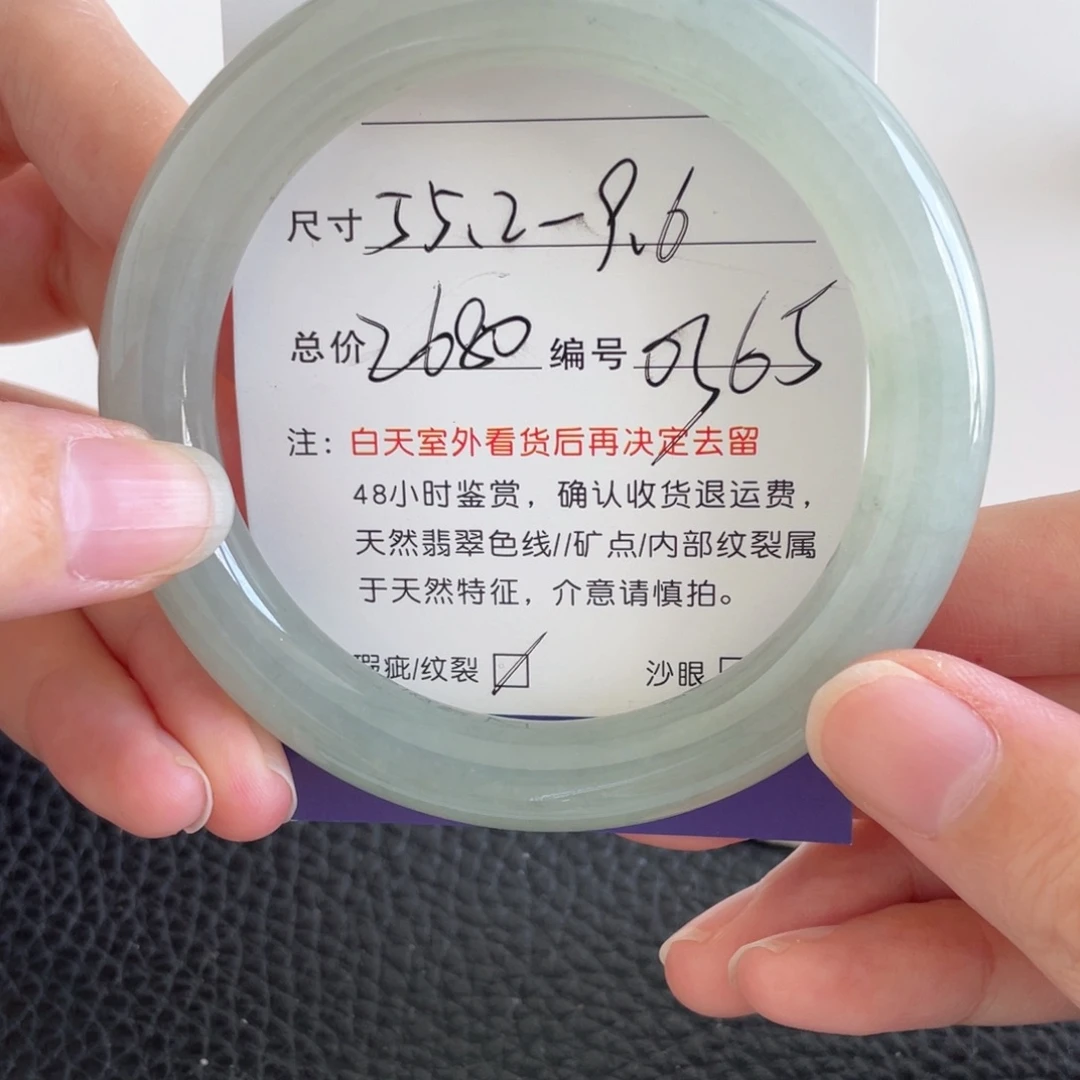 尺寸 55.2-9.6
总价 2680 编号 0365
注：白天室外看货后再决定去留
48小时鉴赏，确认收货退运费，
天然翡翠色线//矿点/内部纹裂属
于天然特征，介意请慎拍。
瑕疵/纹裂 沙眼